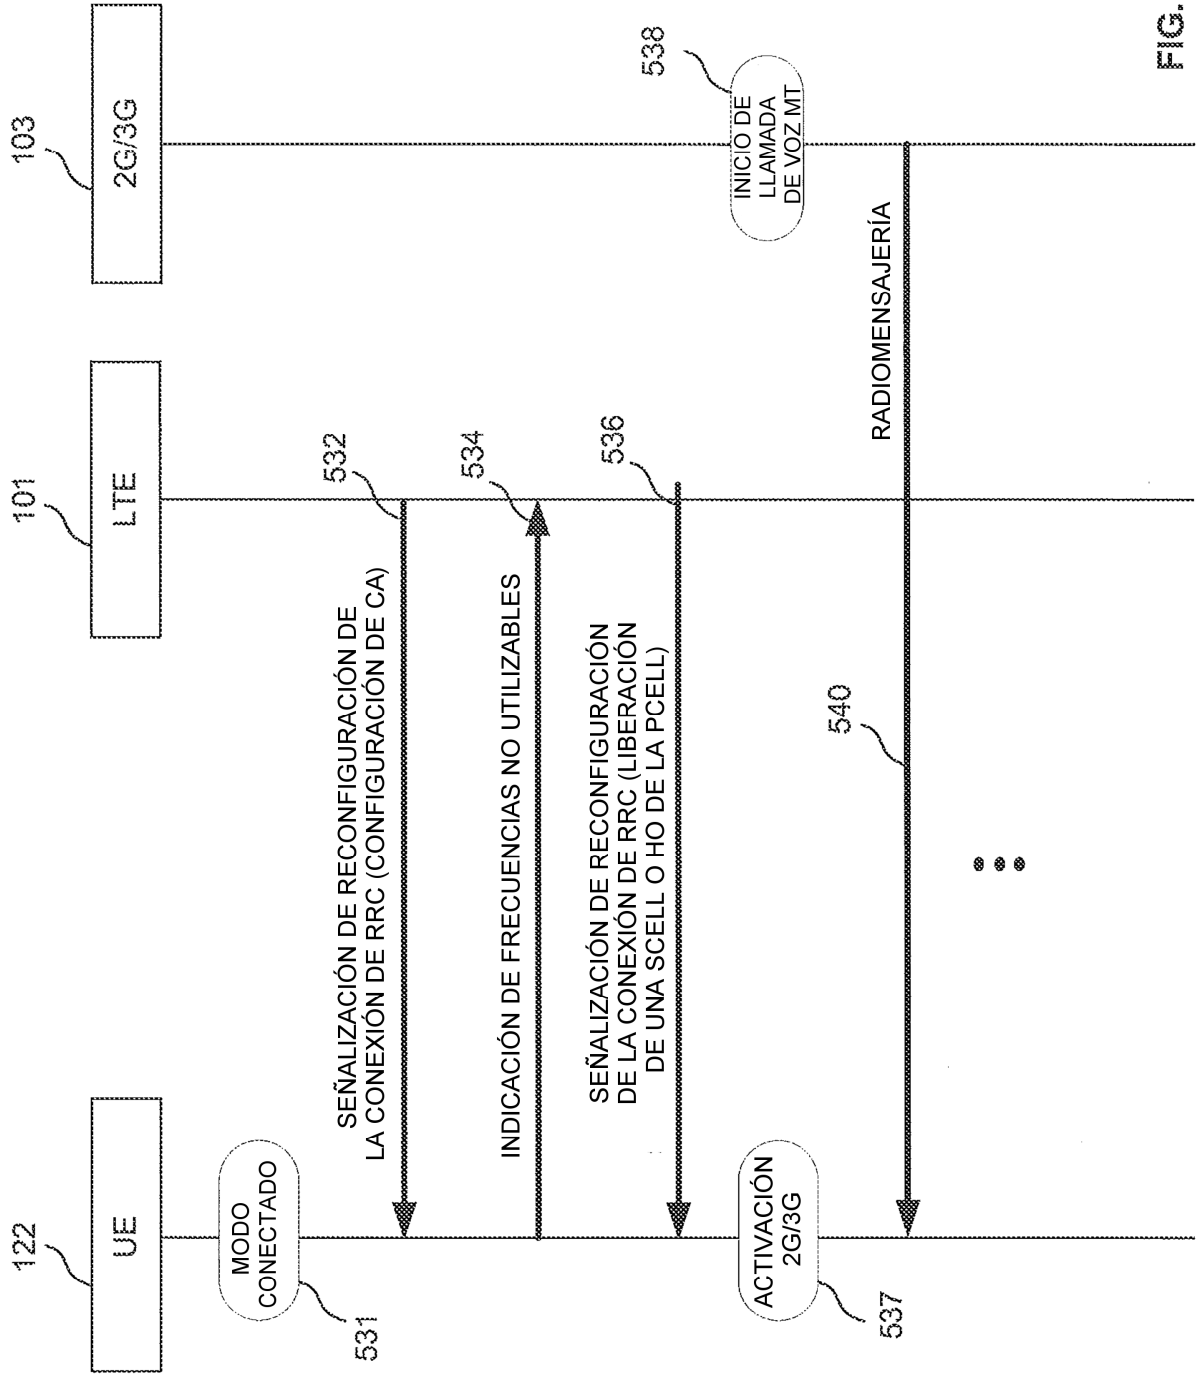 122
UE
101
LTE
103
2G/3G
MODO
CONECTADO
531
SEÑALIZACIÓN DE RECONFIGURACIÓN DE
LA CONEXIÓN DE RRC (CONFIGURACIÓN DE CA)
532
INDICACIÓN DE FRECUENCIAS NO UTILIZABLES
534
SEÑALIZACIÓN DE RECONFIGURACIÓN
DE LA CONEXIÓN DE RRC (LIBERACIÓN
DE UNA SCELL O HO DE LA PCELL)
536
ACTIVACIÓN
2G/3G
537
INICIO DE
LLAMADA
DE VOZ MT
538
RADIOMENSAJERÍA
540
FIG.